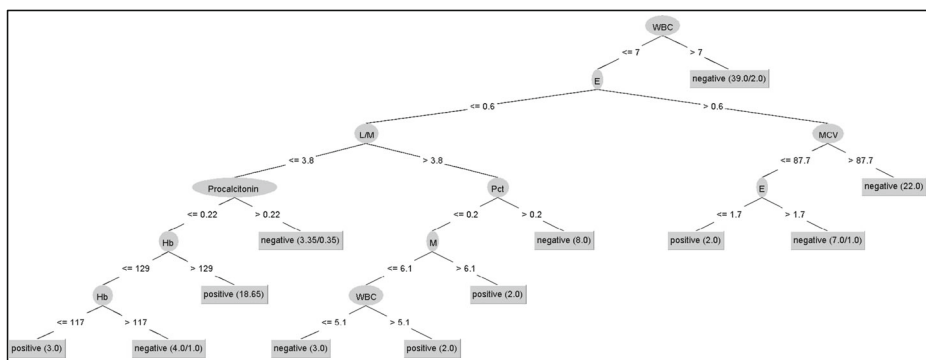 WBC
<= 7 > 7
E negative (39.0/2.0)
<= 0.6 > 0.6
L/M MCV
<= 3.8 > 3.8 <= 87.7 > 87.7
Procalcitonin Pct E negative (22.0)
<= 0.22 > 0.22 <= 0.2 > 0.2 <= 1.7 > 1.7
Hb negative (3.35/0.35) M negative (8.0) positive (2.0) negative (7.0/1.0)
<= 129 > 129 <= 6.1 > 6.1
Hb positive (18.65) WBC positive (2.0)
<= 117 > 117 <= 5.1 > 5.1
positive (3.0) negative (4.0/1.0) negative (3.0) positive (2.0)